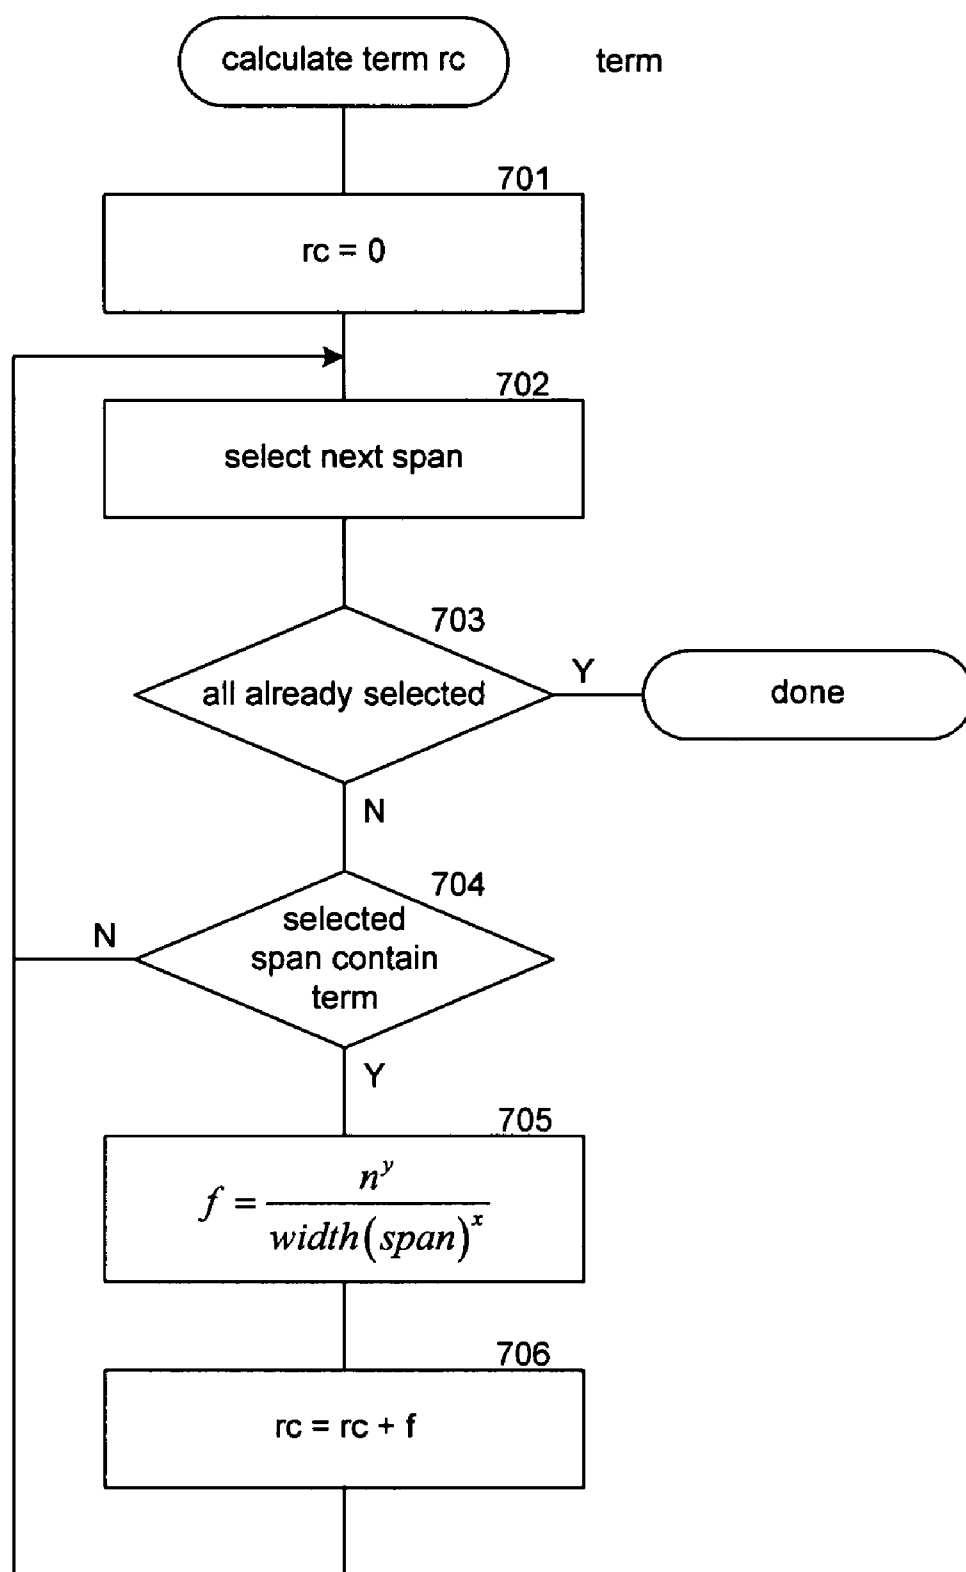 calculate term rc
term
701
rc = 0
702
select next span
703
all already selected
Y
done
N
704
selected
span contain
term
N
Y
705
f = n^y / width(span)^x
706
rc = rc + f